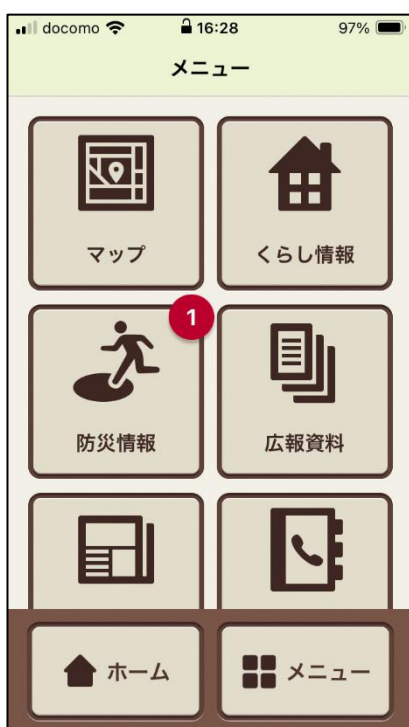 docomo 16:28 97%
メニュー
マップ くらし情報
1
防災情報 広報資料
ホーム メニュー